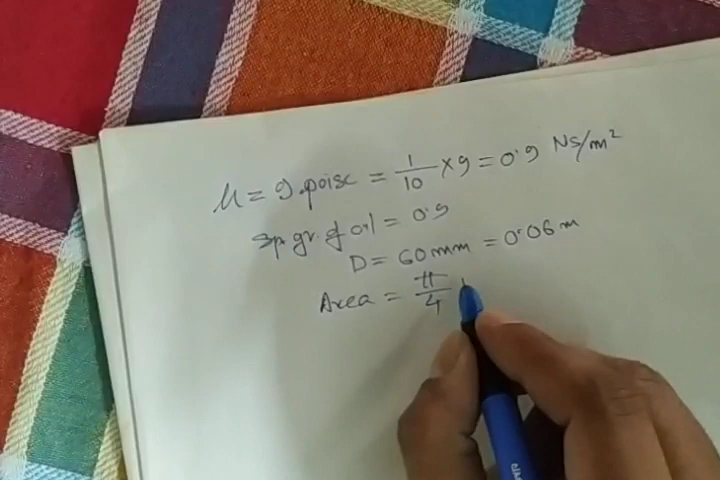 μ = 9 poise = 1/10 × 9 = 0.9 Ns/m²
Sp. gr. of oil = 0.9
D = 60 mm = 0.06 m
Area = π/4